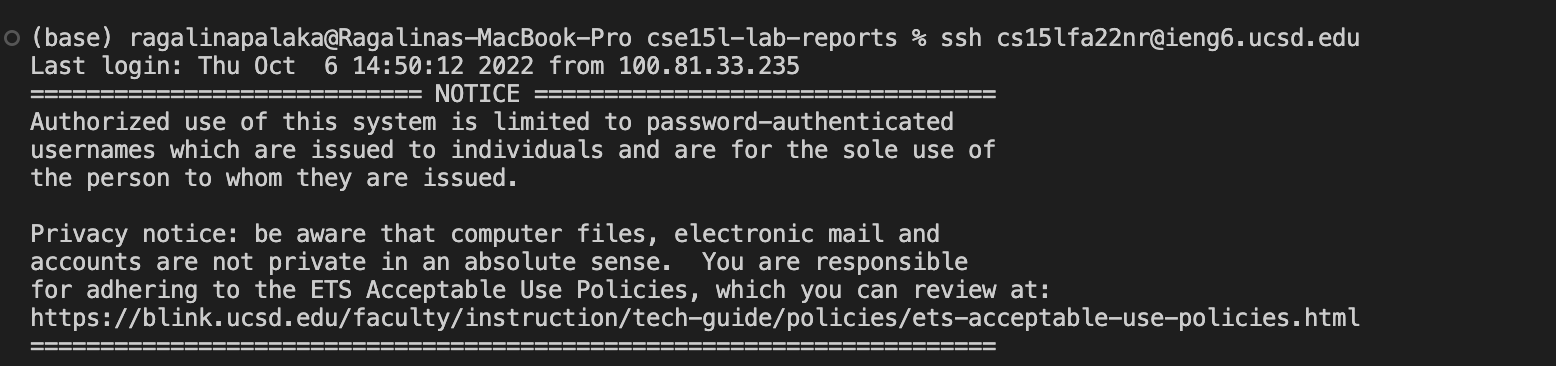 (base) ragalinapalaka@Ragalinas-MacBook-Pro cse15l-lab-reports % ssh cs15lfa22nr@ieng6.ucsd.edu
Last login: Thu Oct  6 14:50:12 2022 from 100.81.33.235
============================ NOTICE =================================
Authorized use of this system is limited to password-authenticated
usernames which are issued to individuals and are for the sole use of
the person to whom they are issued.

Privacy notice: be aware that computer files, electronic mail and
accounts are not private in an absolute sense.  You are responsible
for adhering to the ETS Acceptable Use Policies, which you can review at:
https://blink.ucsd.edu/faculty/instruction/tech-guide/policies/ets-acceptable-use-policies.html
=====================================================================